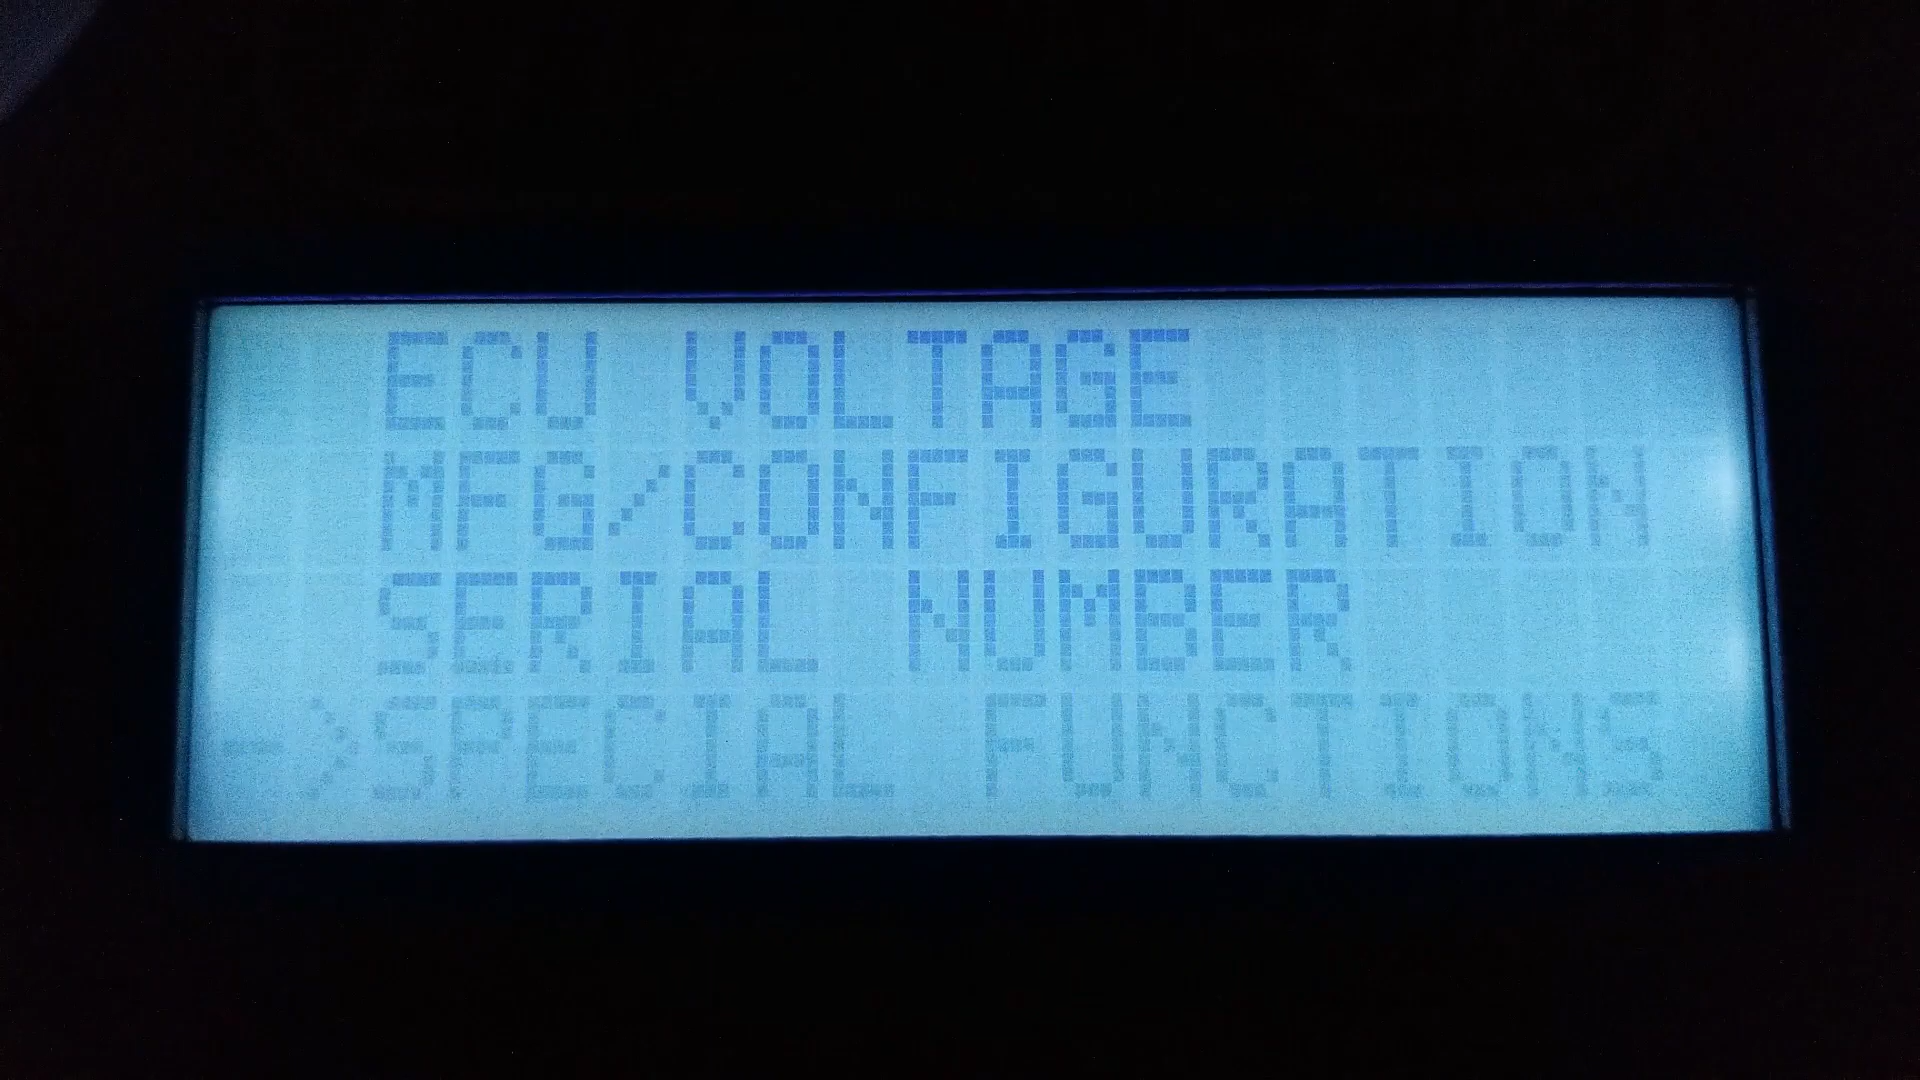 ECU VOLTAGE
MFG/CONFIGURATION
SERIAL NUMBER
->SPECIAL FUNCTIONS